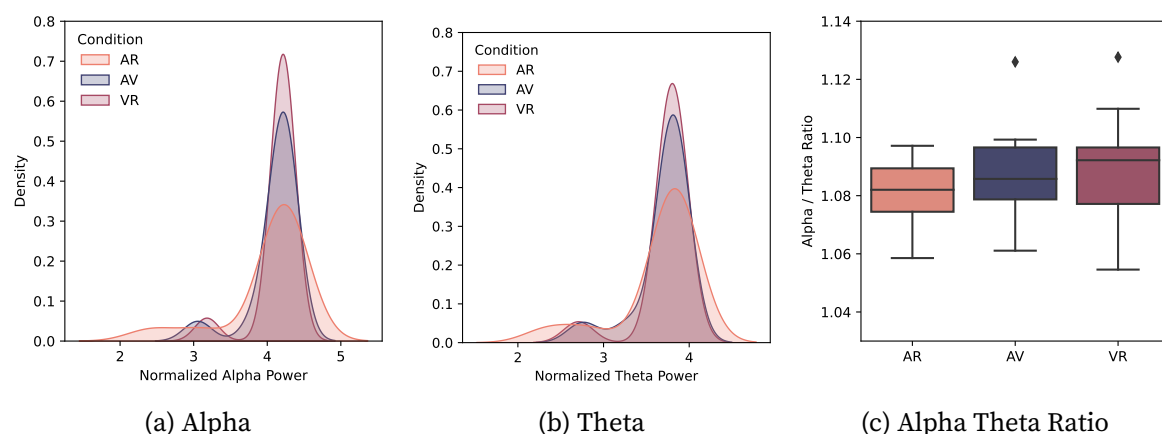 Condition
AR
AV
VR
0.8
0.7
0.6
0.5
0.4
0.3
0.2
0.1
0.0
Density
2 3 4 5
Normalized Alpha Power
(a) Alpha
Condition
AR
AV
VR
0.8
0.7
0.6
0.5
0.4
0.3
0.2
0.1
0.0
Density
2 3 4
Normalized Theta Power
(b) Theta
1.14
1.12
1.10
1.08
1.06
1.04
Alpha / Theta Ratio
AR AV VR
(c) Alpha Theta Ratio